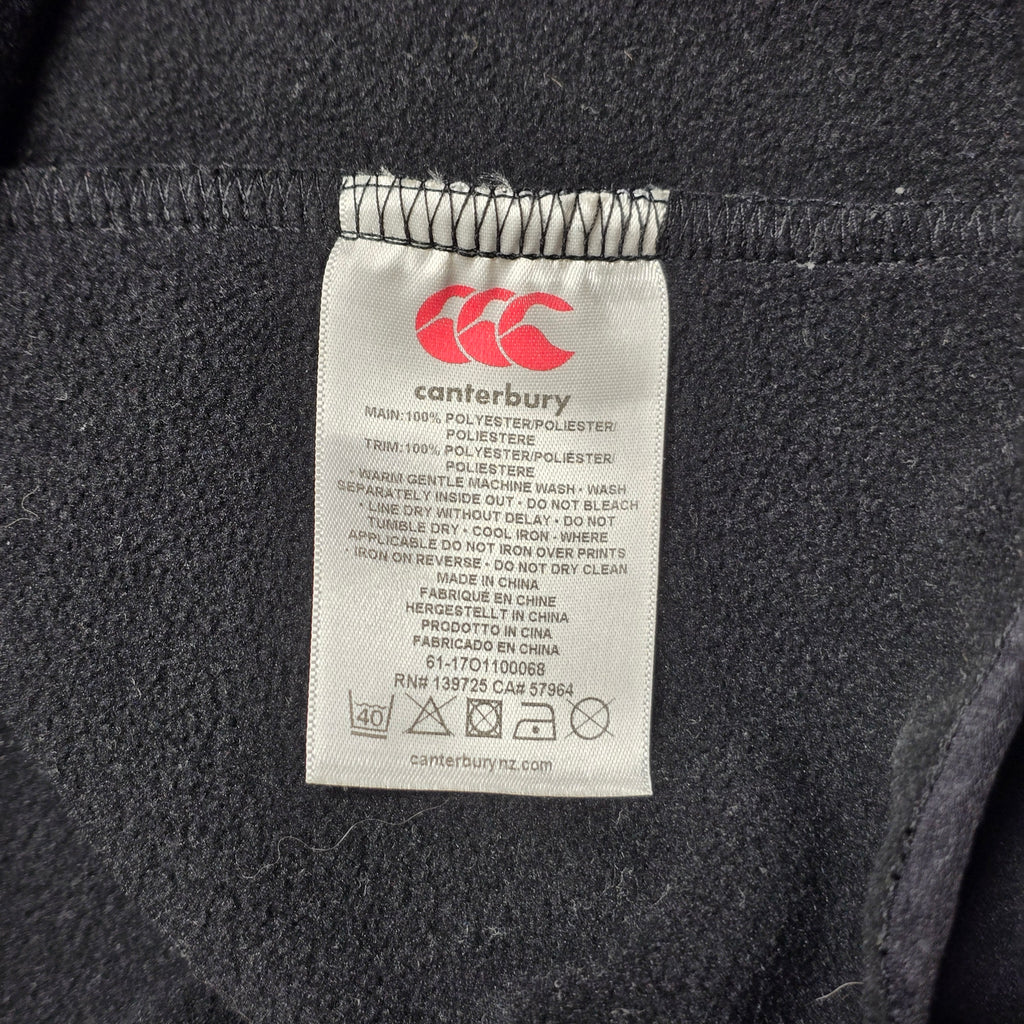 canterbury
MAIN:100% POLYESTER/POLIESTER/
POLIESTERE
TRIM:100% POLYESTER/POLIESTER/
POLIESTERE
• WARM GENTLE MACHINE WASH • WASH
SEPARATELY INSIDE OUT • DO NOT BLEACH
• LINE DRY WITHOUT DELAY • DO NOT
TUMBLE DRY • COOL IRON • WHERE
APPLICABLE DO NOT IRON OVER PRINTS
• IRON ON REVERSE • DO NOT DRY CLEAN
MADE IN CHINA
FABRIQUÉ EN CHINE
HERGESTELLT IN CHINA
PRODOTTO IN CINA
FABRICADO EN CHINA
61-17O1100068
RN# 139725 CA# 57964
40
canterburynz.com